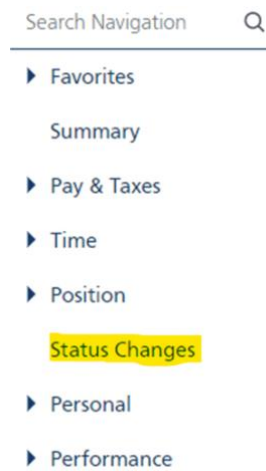 Search Navigation
Favorites
Summary
Pay & Taxes
Time
Position
Status Changes
Personal
Performance